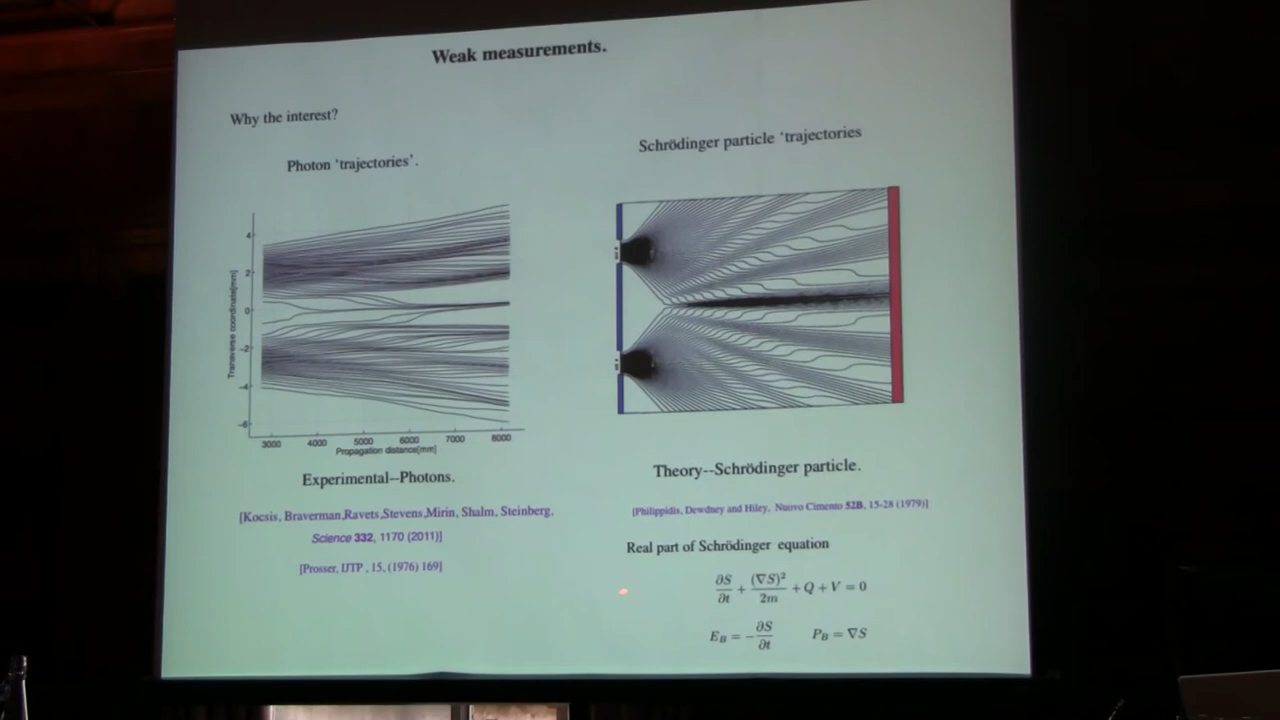 Weak measurements.
Why the interest?
Photon 'trajectories'.
Schrödinger particle 'trajectories
Transverse coordinate[mm]
4
2
0
-2
-4
-6
3000 4000 5000 6000 7000 8000
Propagation distance[mm]
Experimental--Photons.
[Kocsis, Braverman,Ravets,Stevens,Mirin, Shalm, Steinberg.
Science 332, 1170 (2011)]
[Prosser, IJTP , 15, (1976) 169]
Theory--Schrödinger particle.
[Philippidis, Dewdney and Hiley, Nuovo Cimento 52B, 15-28 (1979)]
Real part of Schrödinger equation
∂S/∂t + (∇S)²/2m + Q + V = 0
E_B = -∂S/∂t P_B = ∇S